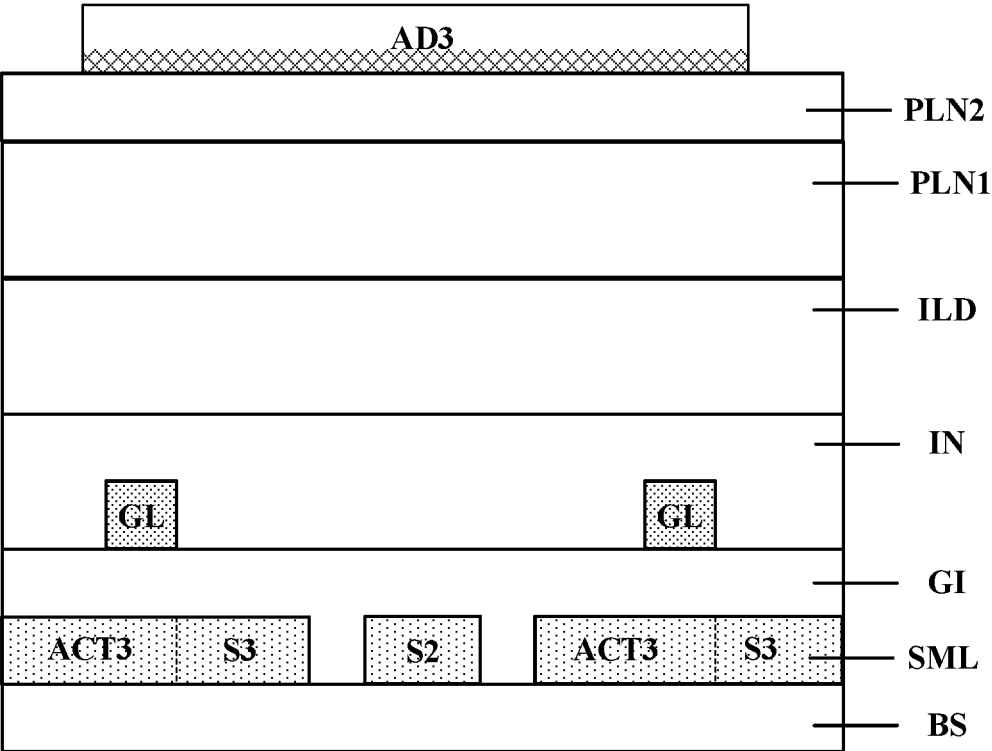 AD3
PLN2
PLN1
ILD
IN
GL GL
GI
ACT3 S3 S2 ACT3 S3 SML
BS